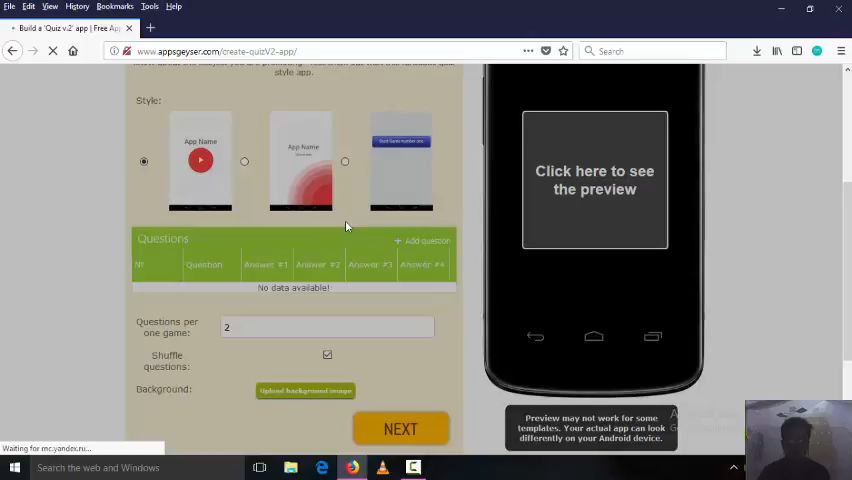 File Edit View History Bookmarks Tools Help
Build a 'Quiz v.2' app | Free App
www.appsgeyser.com/create-quizV2-app/
Search
style app.
Style:
App Name
App Name
Questions
Add question
Nº Question Answer #1 Answer #2 Answer #3 Answer #4
No data available!
Questions per
one game:
2
Shuffle
questions:
Background:
Upload background image
NEXT
Click here to see
the preview
Preview may not work for some
templates. Your actual app can look
differently on your Android device.
Waiting for mc.yandex.ru...
Search the web and Windows